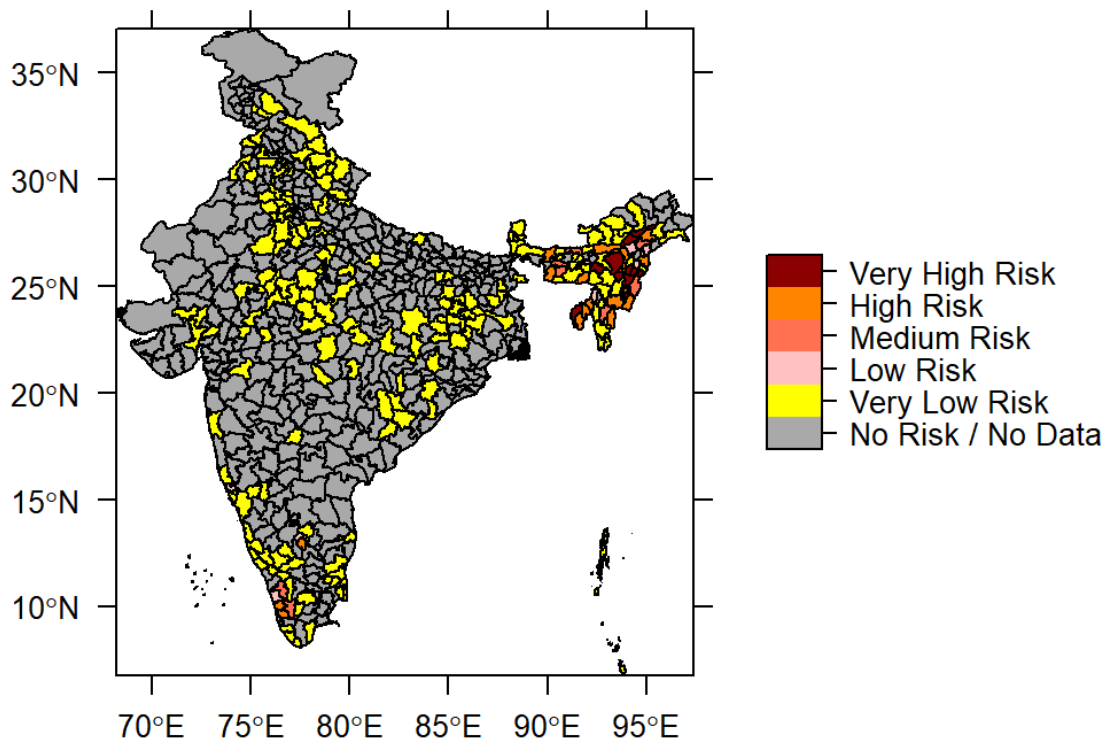 35°N
30°N
25°N
20°N
15°N
10°N
70°E 75°E 80°E 85°E 90°E 95°E
Very High Risk
High Risk
Medium Risk
Low Risk
Very Low Risk
No Risk / No Data